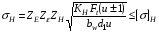 σ_H = Z_E Z_ε Z_H √(K_H F_t (u ± 1) / (b_w d_1 u)) ≤ [σ]_H